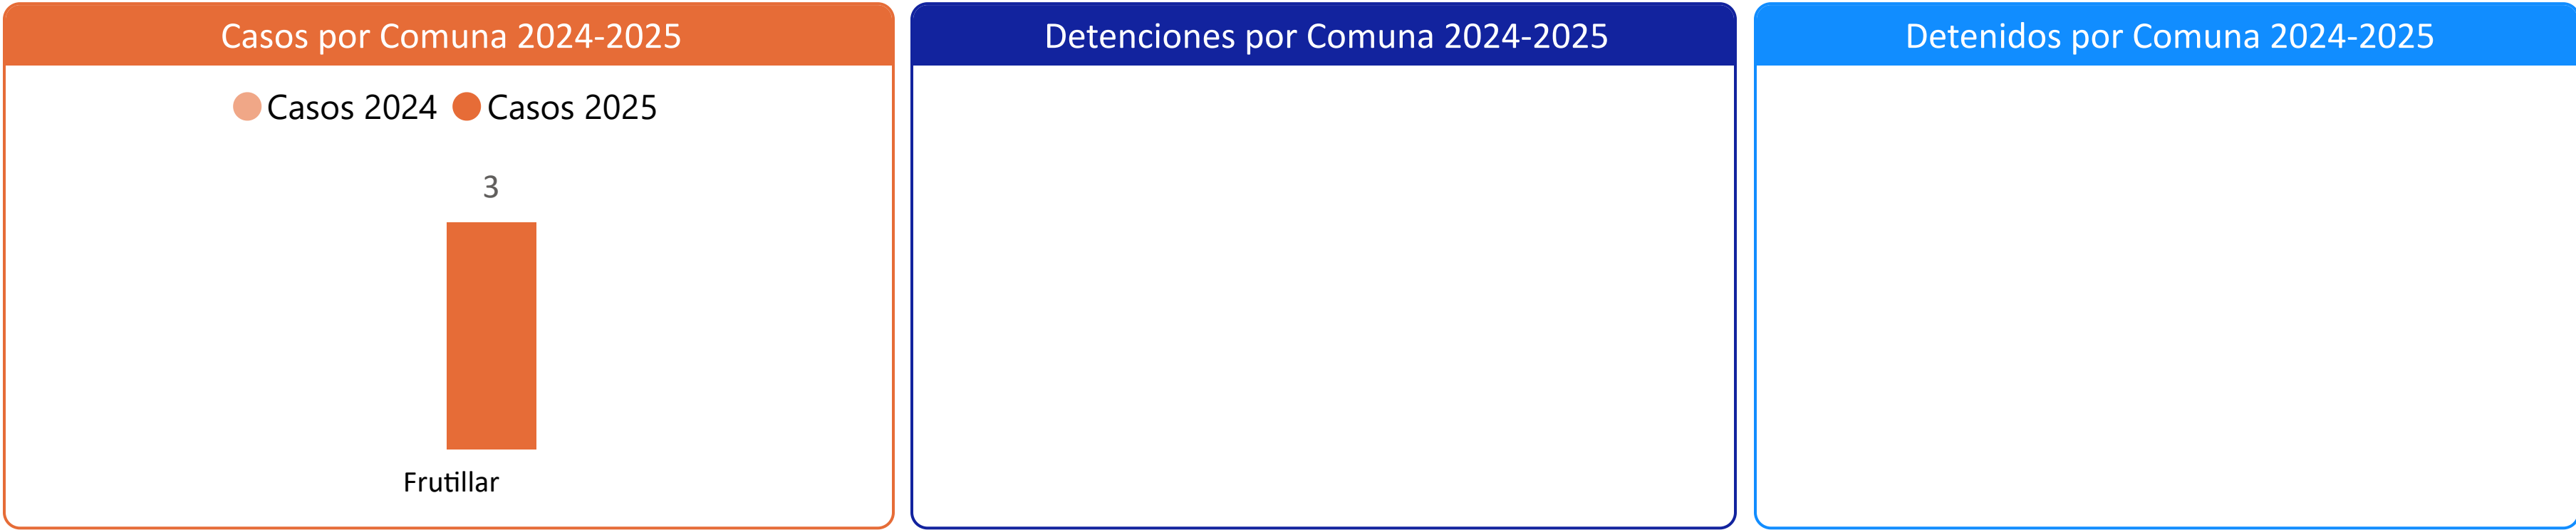 Casos por Comuna 2024-2025
Casos 2024 Casos 2025
3
Frutillar
Detenciones por Comuna 2024-2025
Detenidos por Comuna 2024-2025